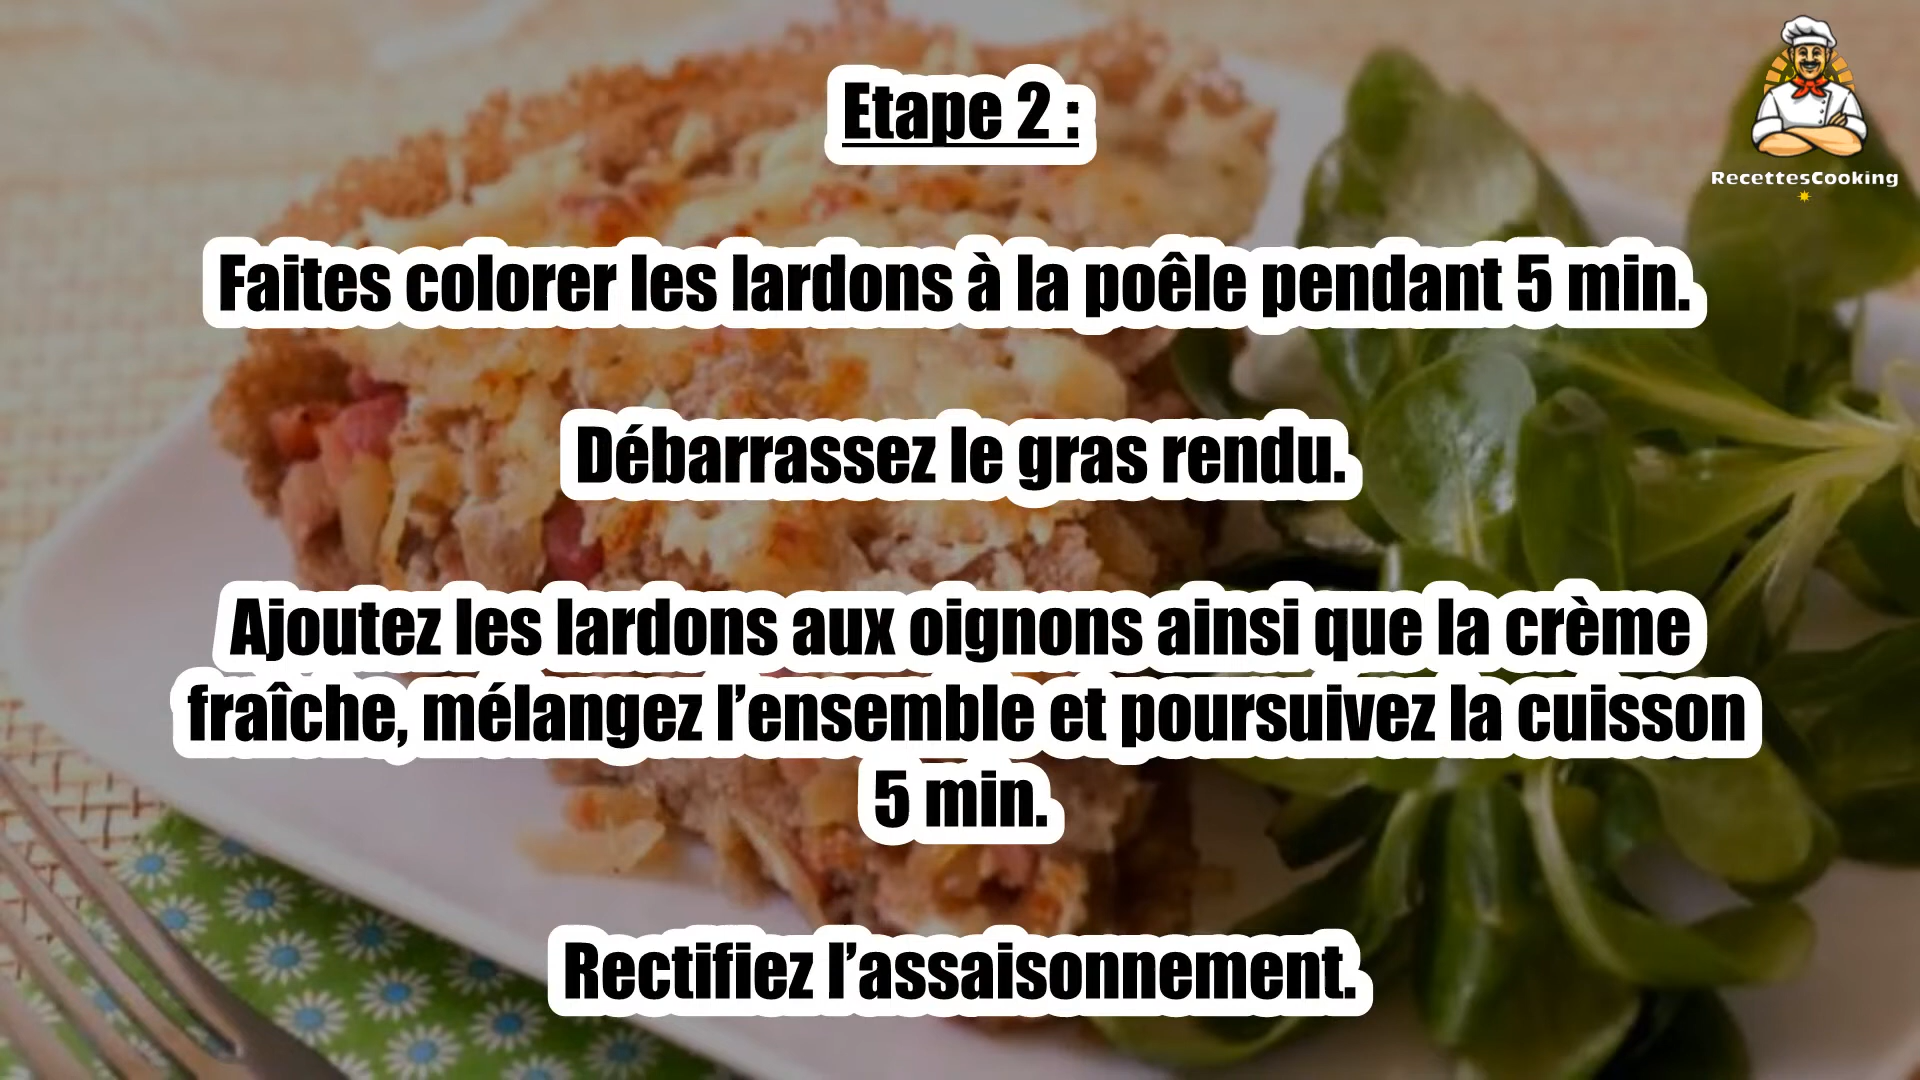 Etape 2 :
RecettesCooking
Faites colorer les lardons à la poêle pendant 5 min.
Débarrassez le gras rendu.
Ajoutez les lardons aux oignons ainsi que la crème
fraîche, mélangez l’ensemble et poursuivez la cuisson
5 min.
Rectifiez l’assaisonnement.